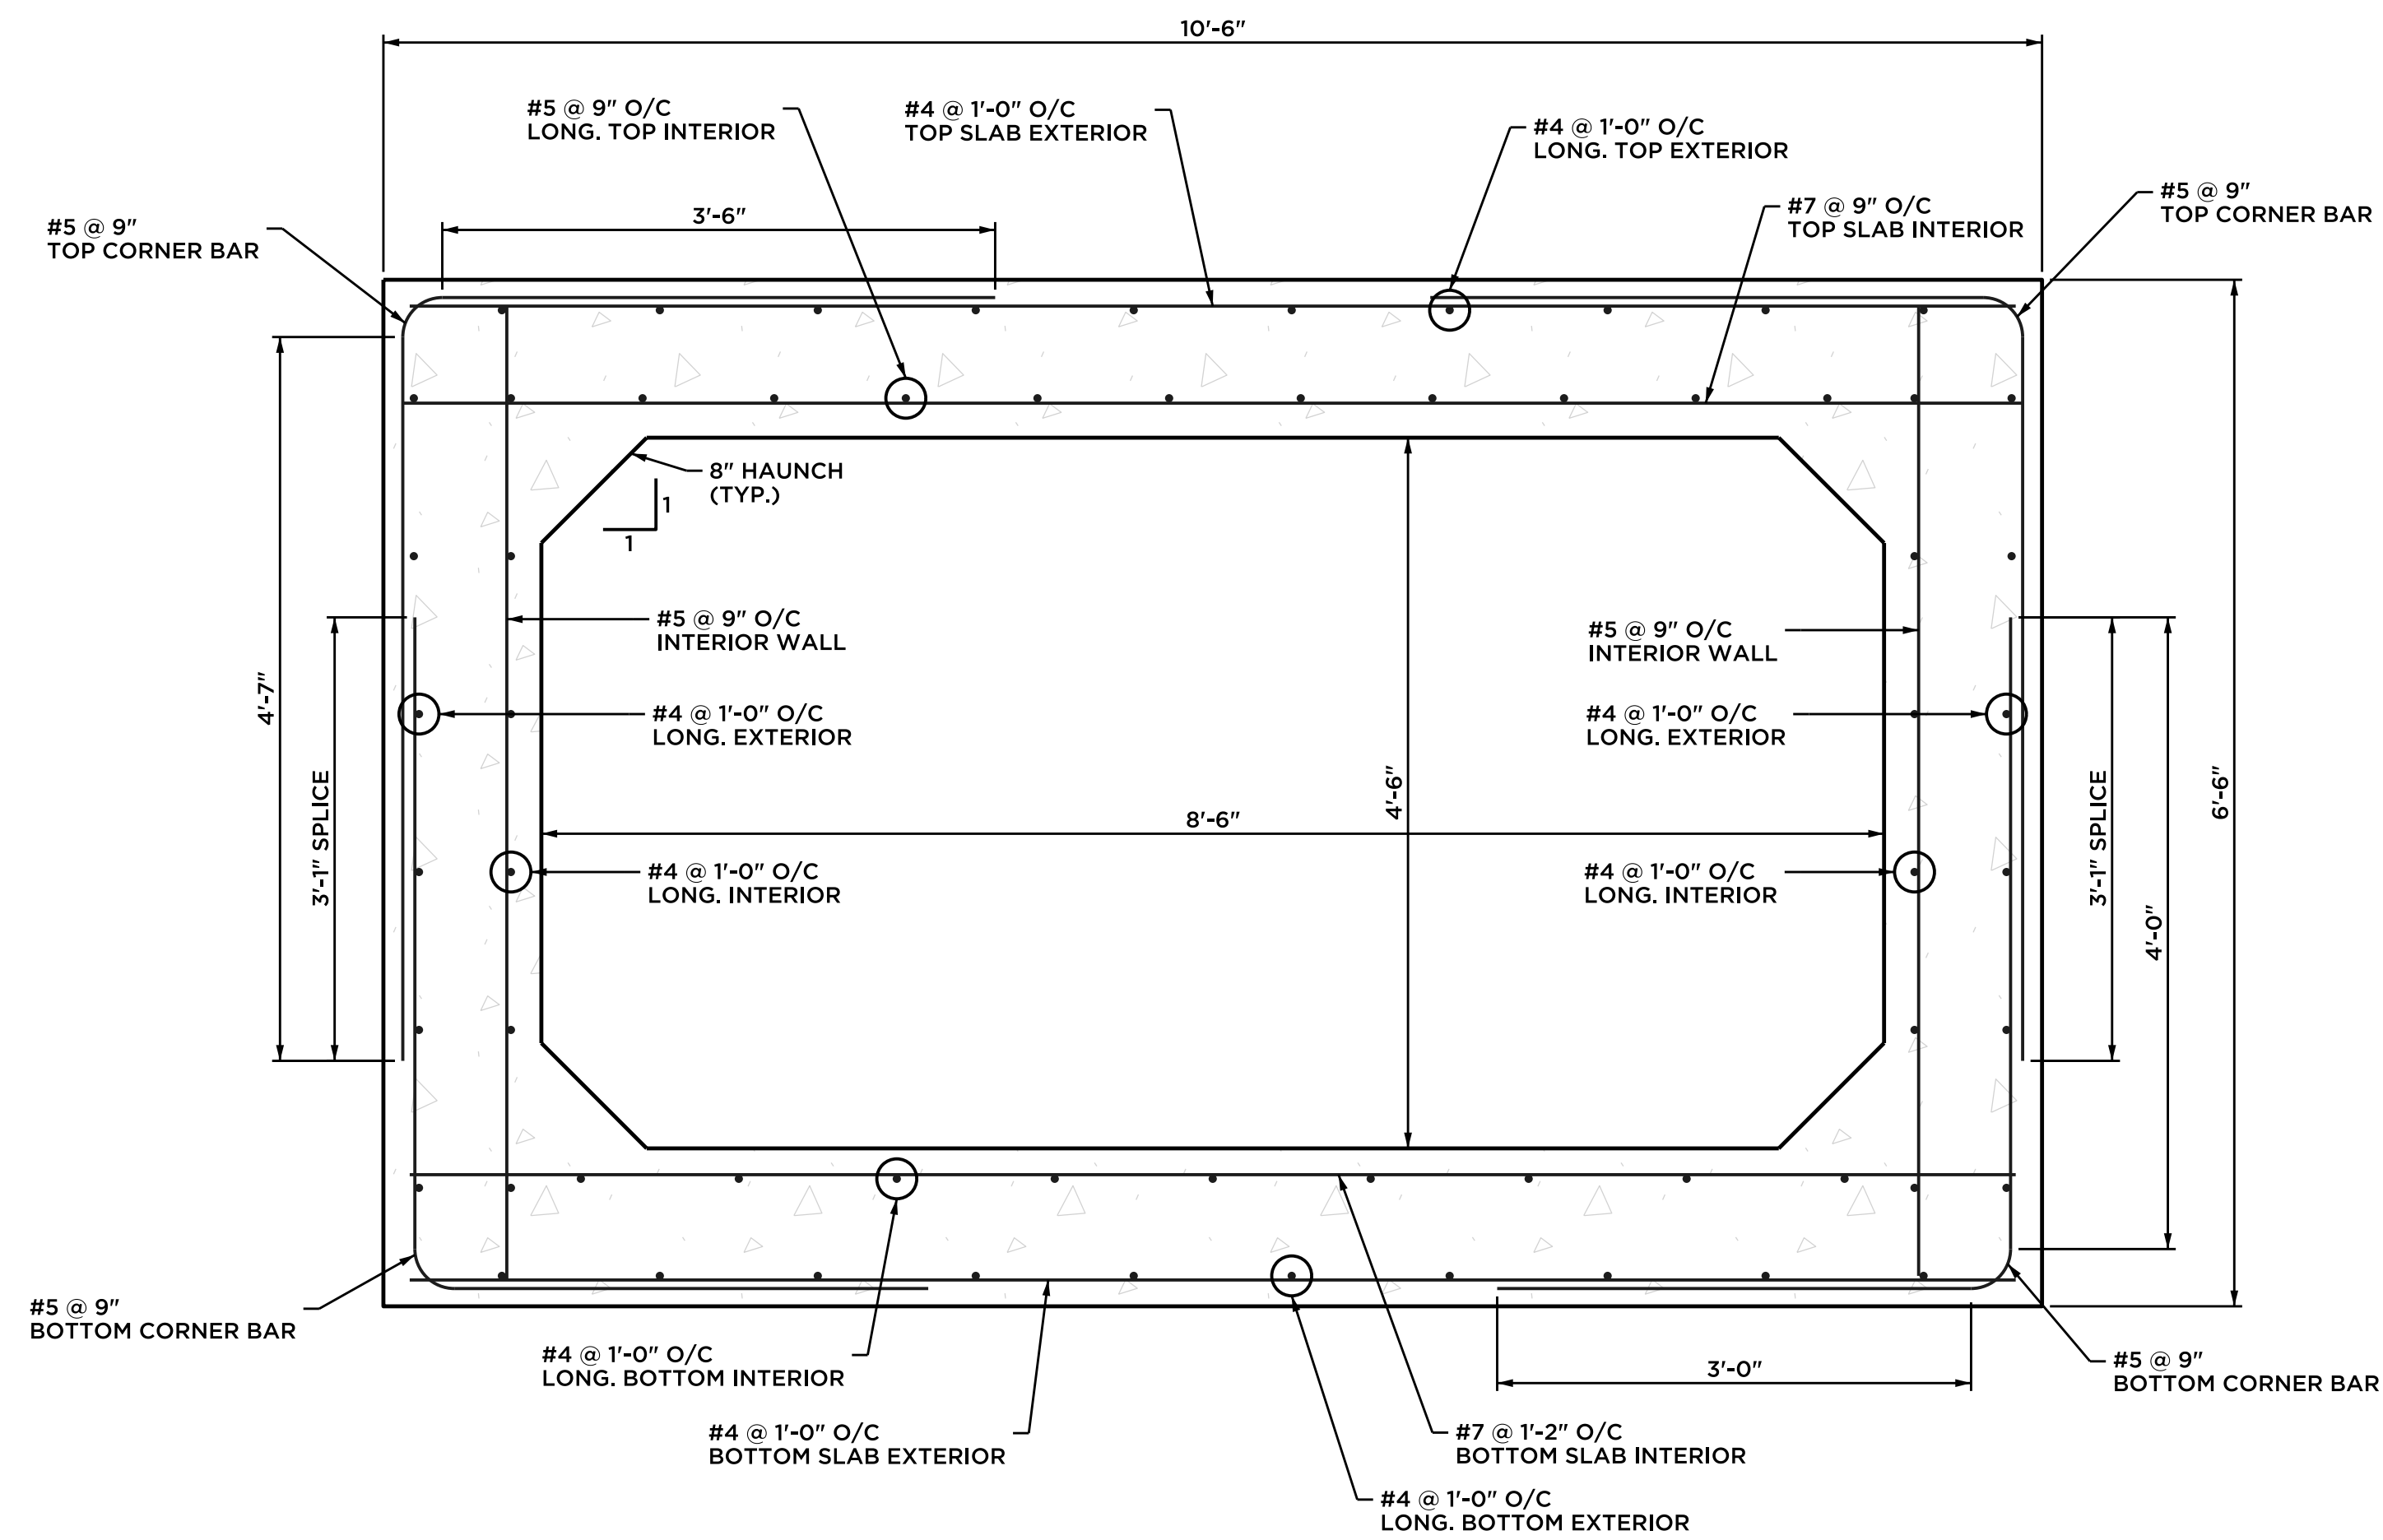 10'-6"
#5 @ 9" O/C
LONG. TOP INTERIOR
#4 @ 1'-0" O/C
TOP SLAB EXTERIOR
#4 @ 1'-0" O/C
LONG. TOP EXTERIOR
#5 @ 9"
TOP CORNER BAR
#7 @ 9" O/C
TOP SLAB INTERIOR
#5 @ 9"
TOP CORNER BAR
3'-6"
8" HAUNCH
(TYP.)
1
1
#5 @ 9" O/C
INTERIOR WALL
#5 @ 9" O/C
INTERIOR WALL
4'-7"
#4 @ 1'-0" O/C
LONG. EXTERIOR
#4 @ 1'-0" O/C
LONG. EXTERIOR
3'-1" SPLICE
8'-6"
4'-6"
3'-1" SPLICE
4'-0"
6'-6"
#4 @ 1'-0" O/C
LONG. INTERIOR
#4 @ 1'-0" O/C
LONG. INTERIOR
#5 @ 9"
BOTTOM CORNER BAR
#4 @ 1'-0" O/C
LONG. BOTTOM INTERIOR
3'-0"
#5 @ 9"
BOTTOM CORNER BAR
#4 @ 1'-0" O/C
BOTTOM SLAB EXTERIOR
#7 @ 1'-2" O/C
BOTTOM SLAB INTERIOR
#4 @ 1'-0" O/C
LONG. BOTTOM EXTERIOR